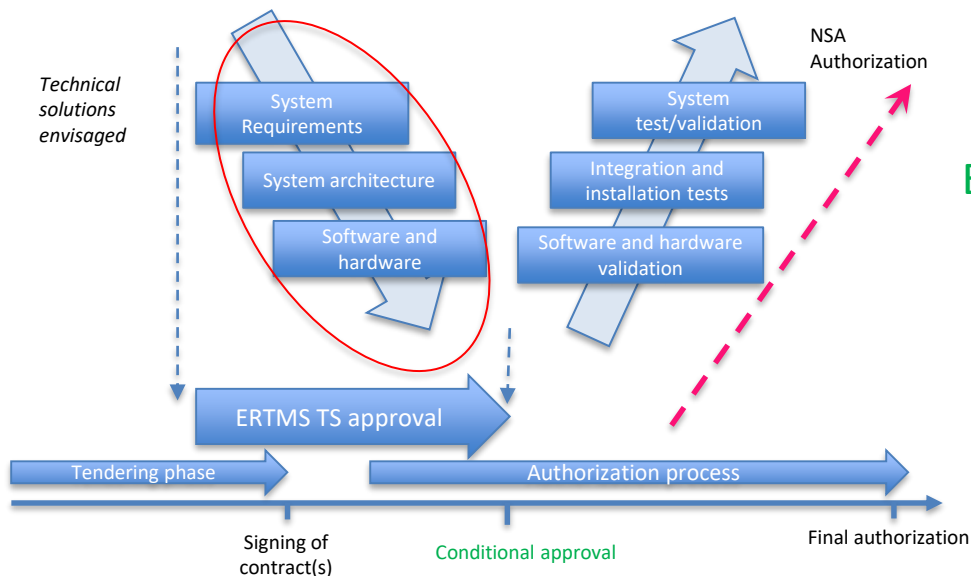 NSA
Authorization
Technical
solutions
envisaged
System
Requirements
System
test/validation
System architecture
Integration and
installation tests
Software and
hardware
Software and hardware
validation
ERTMS TS approval
Tendering phase
Authorization process
Signing of
contract(s)
Conditional approval
Final authorization